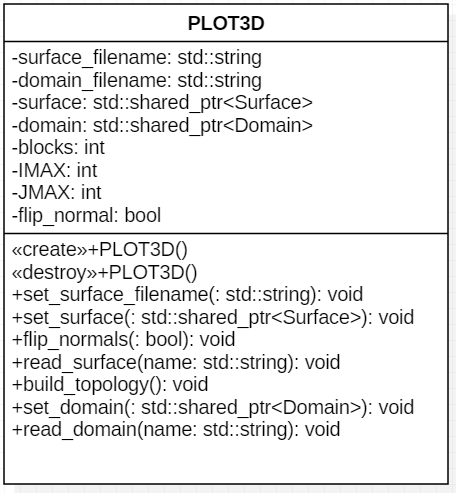 PLOT3D
-surface_filename: std::string
-domain_filename: std::string
-surface: std::shared_ptr<Surface>
-domain: std::shared_ptr<Domain>
-blocks: int
-IMAX: int
-JMAX: int
-flip_normal: bool
«create»+PLOT3D()
«destroy»+PLOT3D()
+set_surface_filename(: std::string): void
+set_surface(: std::shared_ptr<Surface>): void
+flip_normals(: bool): void
+read_surface(name: std::string): void
+build_topology(): void
+set_domain(: std::shared_ptr<Domain>): void
+read_domain(name: std::string): void